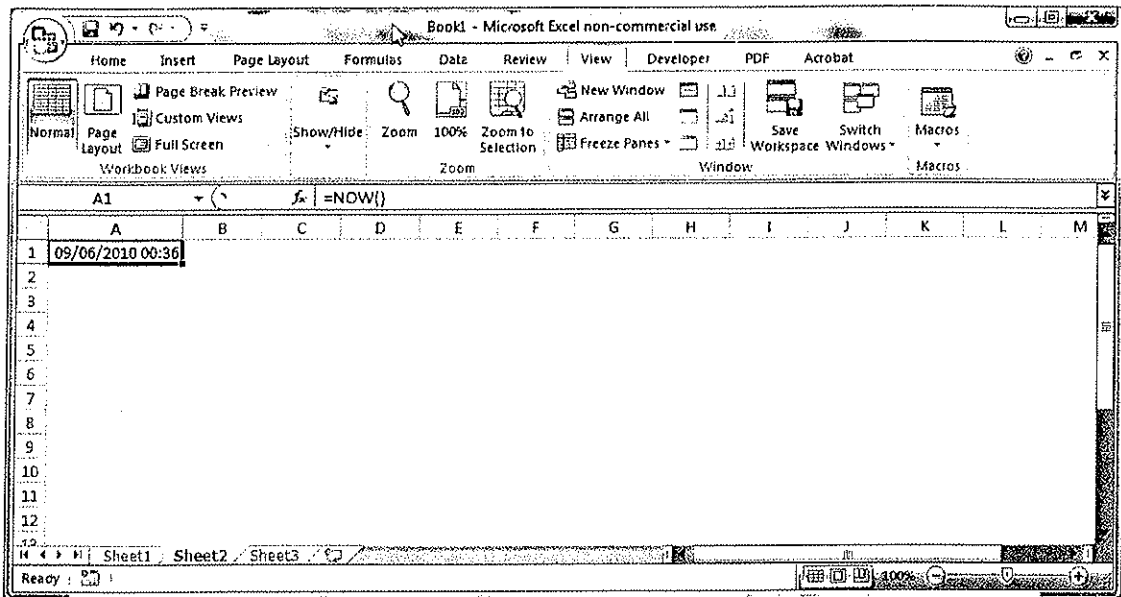 Book1 - Microsoft Excel non-commercial use
Home Insert Page Layout Formulas Data Review View Developer PDF Acrobat
Normal
Page Layout
Page Break Preview
Custom Views
Full Screen
Workbook Views
Show/Hide
Zoom
100%
Zoom to Selection
Zoom
New Window
Arrange All
Freeze Panes
Save Workspace
Switch Windows
Window
Macros
Macros
A1 fx =NOW()
A B C D E F G H I J K L M
1 09/06/2010 00:36
2
3
4
5
6
7
8
9
10
11
12
13
Sheet1 Sheet2 Sheet3
Ready 100%